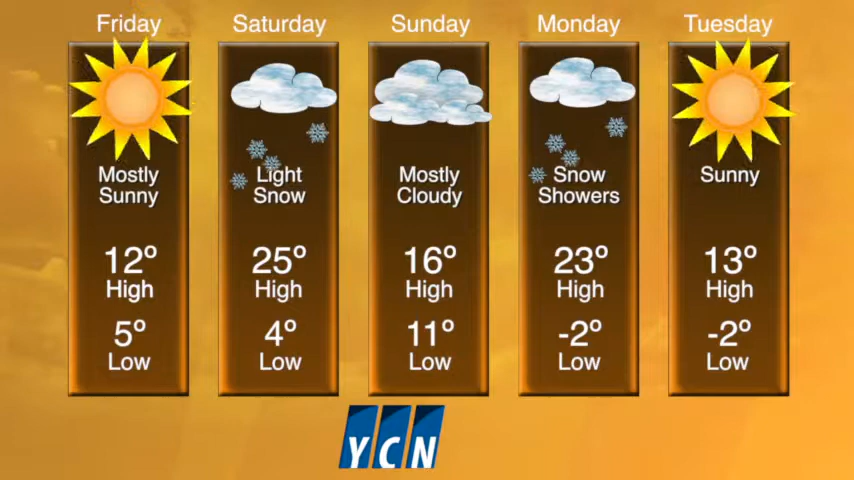 Friday
Mostly
Sunny
12º
High
5º
Low
Saturday
Light
Snow
25º
High
4º
Low
Sunday
Mostly
Cloudy
16º
High
11º
Low
Monday
Snow
Showers
23º
High
-2º
Low
Tuesday
Sunny
13º
High
-2º
Low
YCN